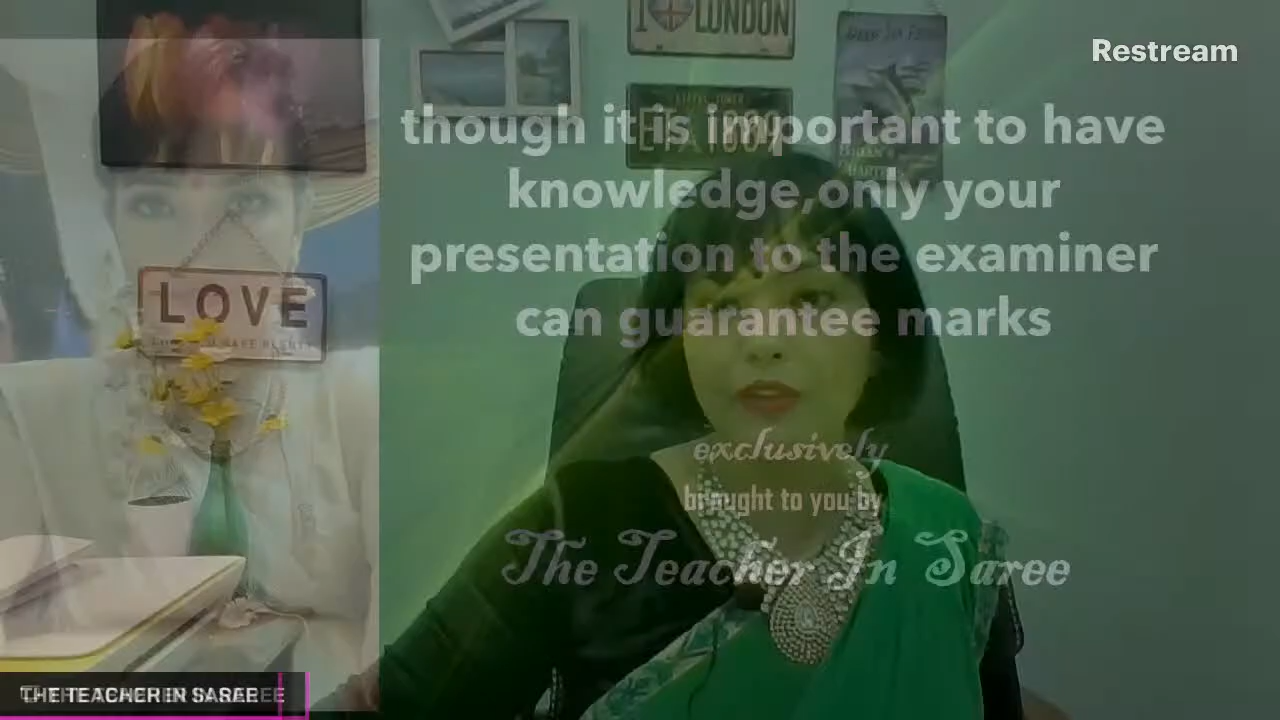 I LONDON
Restream
1889
though it is important to have
knowledge,only your
presentation to the examiner
can guarantee marks
LOVE
exclusively
brought to you by
The Teacher In Saree
THE TEACHER IN SAREE